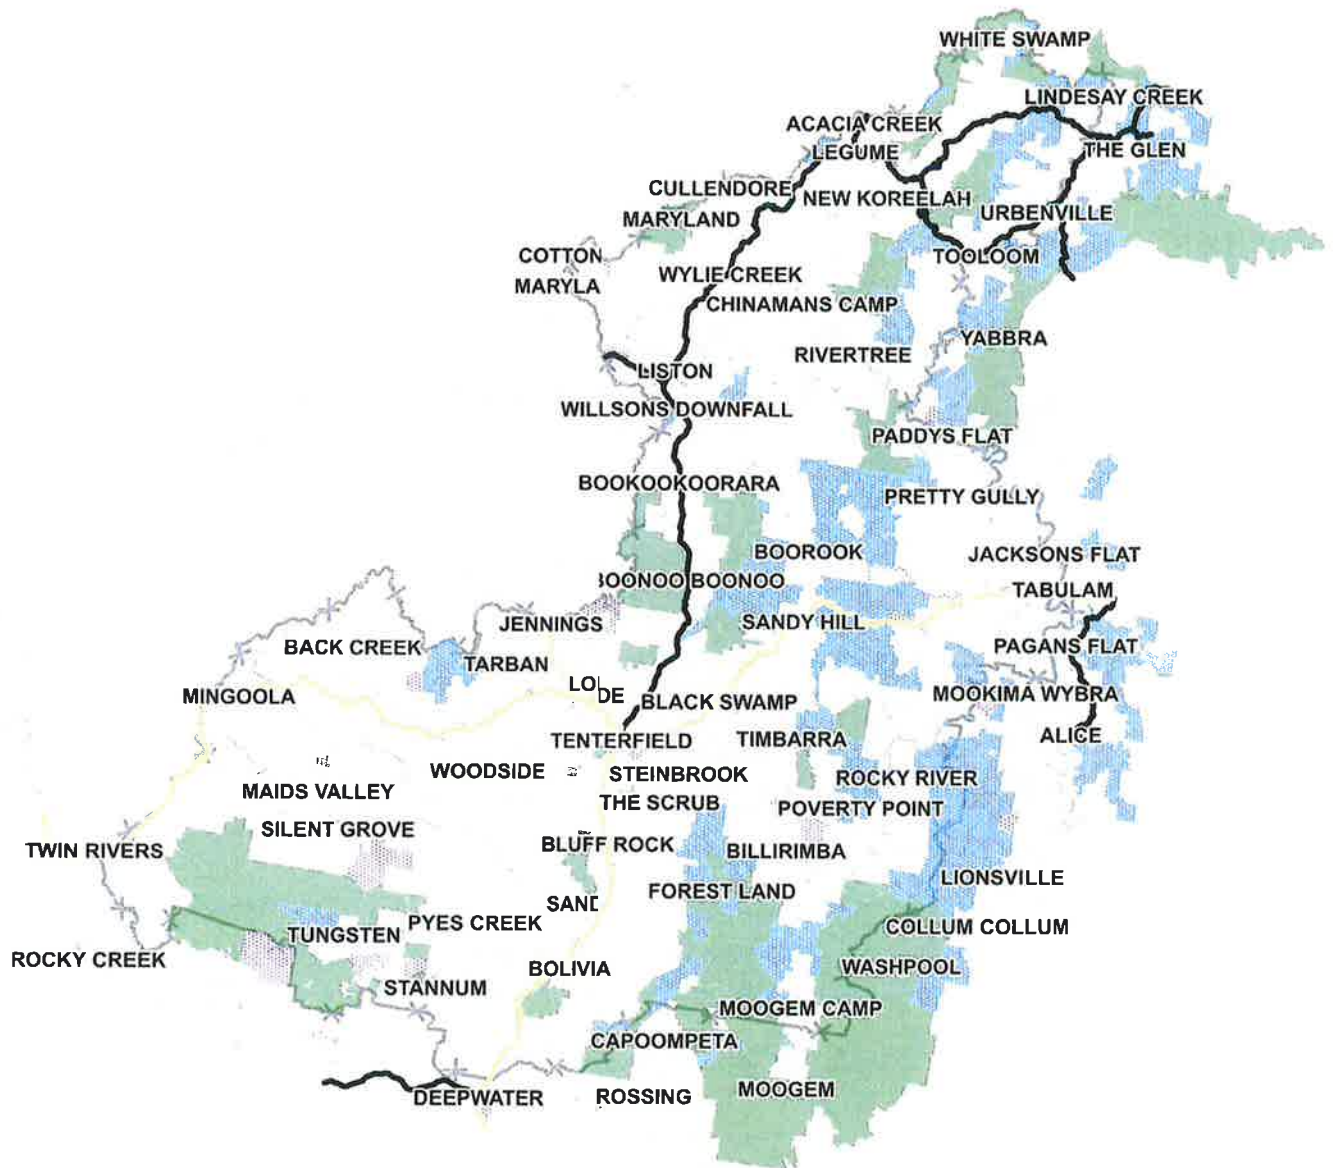 WHITE SWAMP
LINDESAY CREEK
ACACIA CREEK
LEGUME
THE GLEN
CULLENDORE
NEW KOREELAH
MARYLAND
URBENVILLE
COTTON
TOOLOOM
MARYLA
WYLIE CREEK
CHINAMANS CAMP
YABBRA
RIVERTREE
LISTON
WILLSONS DOWNFALL
PADDYS FLAT
BOOKOOKOORARA
PRETTY GULLY
BOOROOK
JACKSONS FLAT
BOONOO BOONOO
TABULAM
JENNINGS
SANDY HILL
BACK CREEK
PAGANS FLAT
TARBAN
MINGOOLA
LO
DE
BLACK SWAMP
MOOKIMA WYBRA
TENTERFIELD
TIMBARRA
ALICE
WOODSIDE
STEINBROOK
ROCKY RIVER
MAIDS VALLEY
THE SCRUB
POVERTY POINT
SILENT GROVE
TWIN RIVERS
BLUFF ROCK
BILLIRIMBA
LIONSVILLE
FOREST LAND
SAND
PYES CREEK
COLLUM COLLUM
TUNGSTEN
ROCKY CREEK
BOLIVIA
WASHPOOL
STANNUM
MOOGEM CAMP
CAPOOMPETA
DEEPWATER
ROSSING
MOOGEM